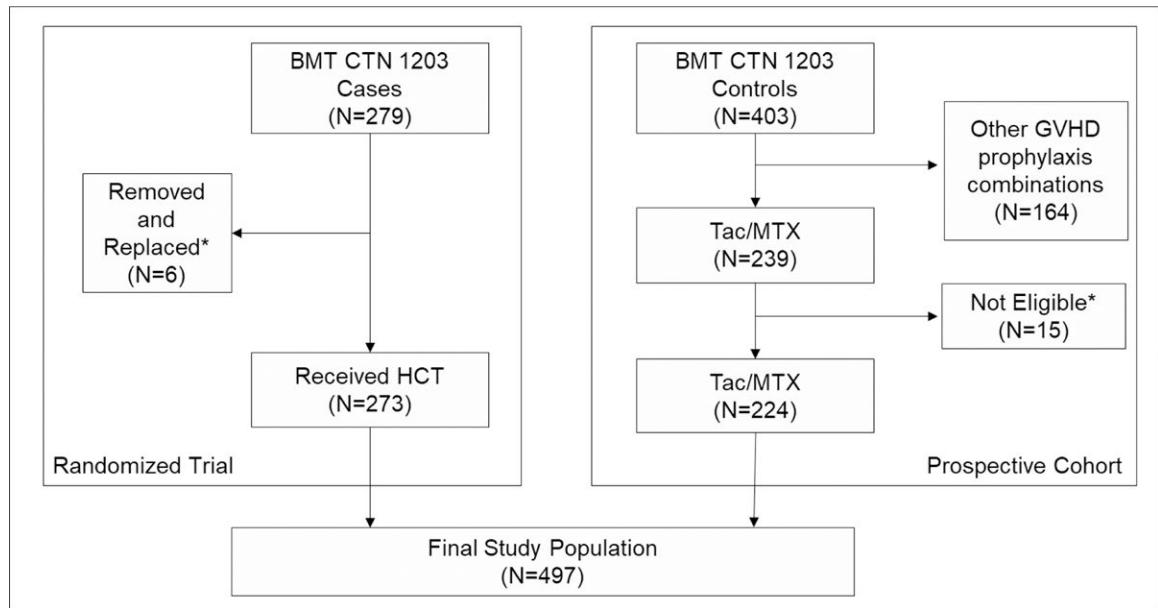 BMT CTN 1203
Cases
(N=279)
Removed
and
Replaced*
(N=6)
Received HCT
(N=273)
Randomized Trial
BMT CTN 1203
Controls
(N=403)
Other GVHD
prophylaxis
combinations
(N=164)
Tac/MTX
(N=239)
Not Eligible*
(N=15)
Tac/MTX
(N=224)
Prospective Cohort
Final Study Population
(N=497)